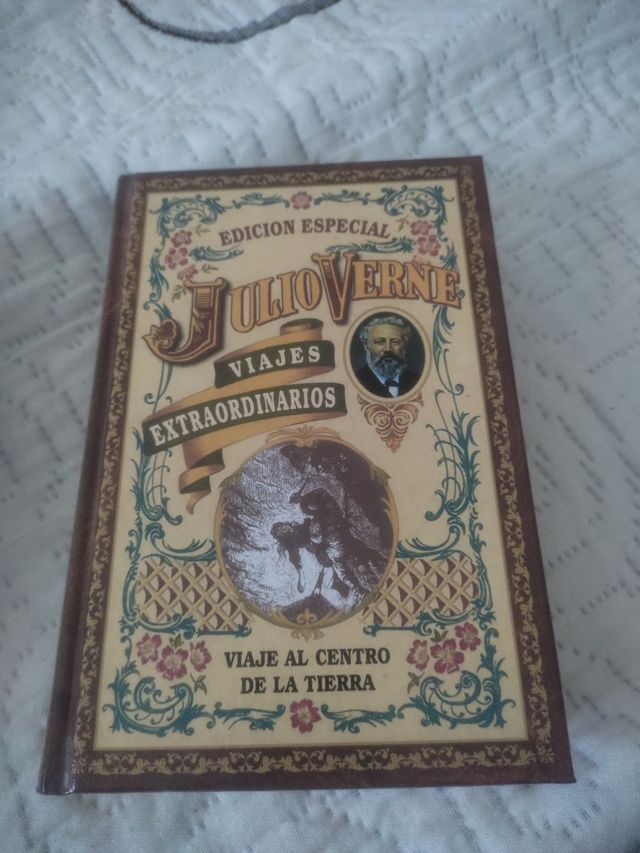 EDICION ESPECIAL
JULIO VERNE
VIAJES
EXTRAORDINARIOS
VIAJE AL CENTRO
DE LA TIERRA